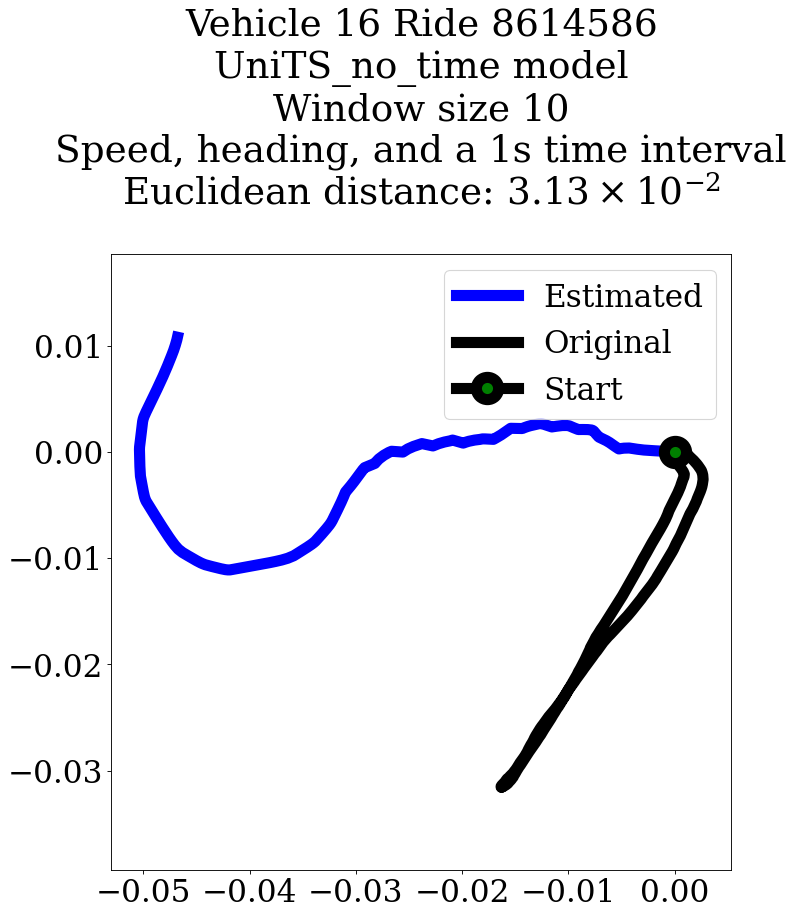 Vehicle 16 Ride 8614586
UniTS_no_time model
Window size 10
Speed, heading, and a 1s time interval
Euclidean distance: $3.13 \times 10^{-2}$
Estimated
Original
Start
0.01
0.00
−0.01
−0.02
−0.03
−0.05 −0.04 −0.03 −0.02 −0.01 0.00